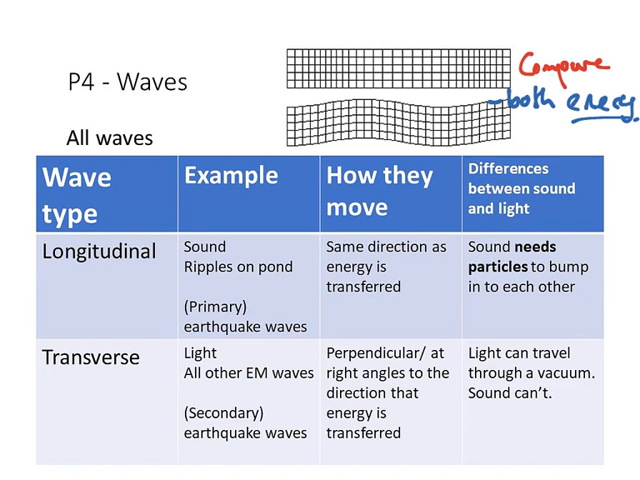 P4 - Waves
Compare
- both energy
All waves
Wave
type
Example
How they
move
Differences
between sound
and light
Longitudinal
Sound
Ripples on pond
(Primary)
earthquake waves
Same direction as
energy is
transferred
Sound needs
particles to bump
in to each other
Transverse
Light
All other EM waves
(Secondary)
earthquake waves
Perpendicular/ at
right angles to the
direction that
energy is
transferred
Light can travel
through a vacuum.
Sound can't.